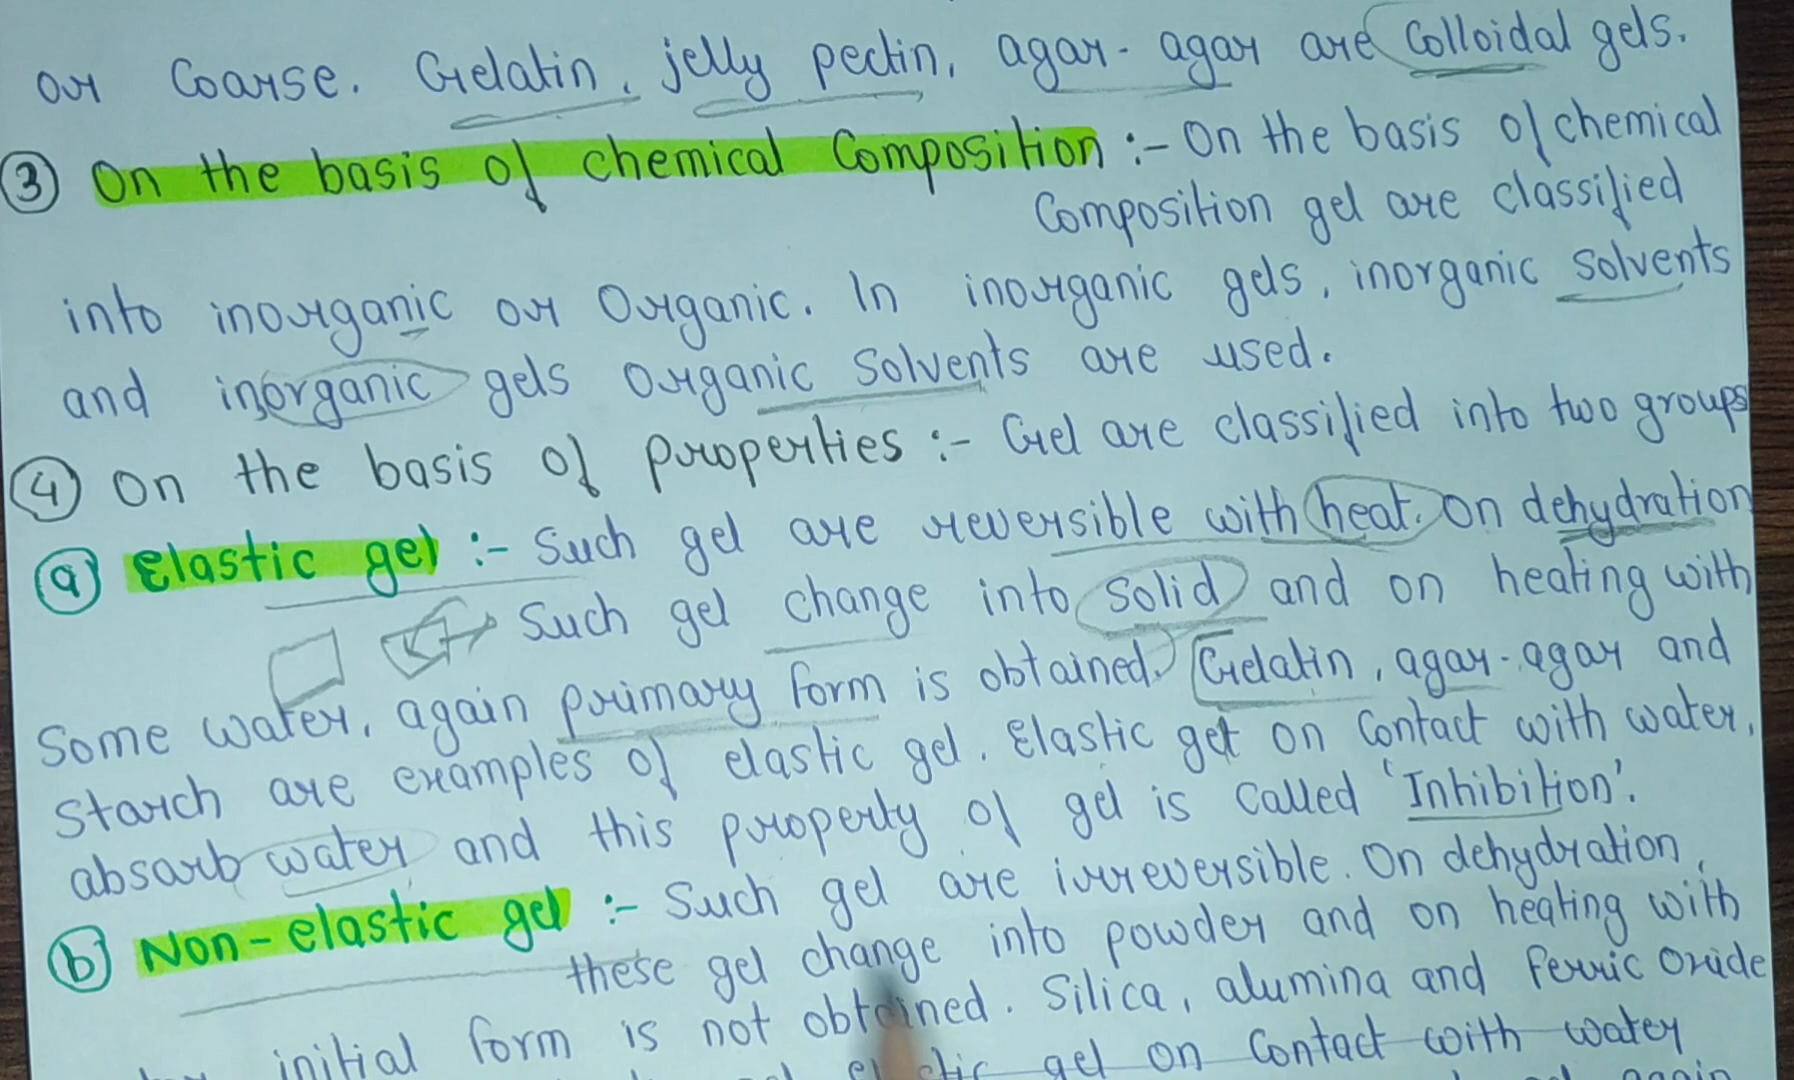 or Coarse. Gelatin, jelly pectin, agar-agar are Colloidal gels.
③ On the basis of chemical Composition :- On the basis of chemical
Composition gel are classified
into inorganic or Organic. In inorganic gels, inorganic solvents
and inorganic gels Organic Solvents are used.
④ On the basis of properties :- Gel are classified into two groups
ⓐ Elastic gel :- Such gel are reversible with heat. On dehydration
Such gel change into solid and on heating with
Some water, again primary form is obtained. Gelatin, agar-agar and
Starch are examples of elastic gel. Elastic get on Contact with water,
absorb water and this property of gel is called 'Inhibition'.
ⓑ Non-elastic gel :- Such gel are irreversible. On dehydration,
these gel change into powder and on heating with
initial form is not obtained. Silica, alumina and Ferric Oxide
gel on Contact with water
again